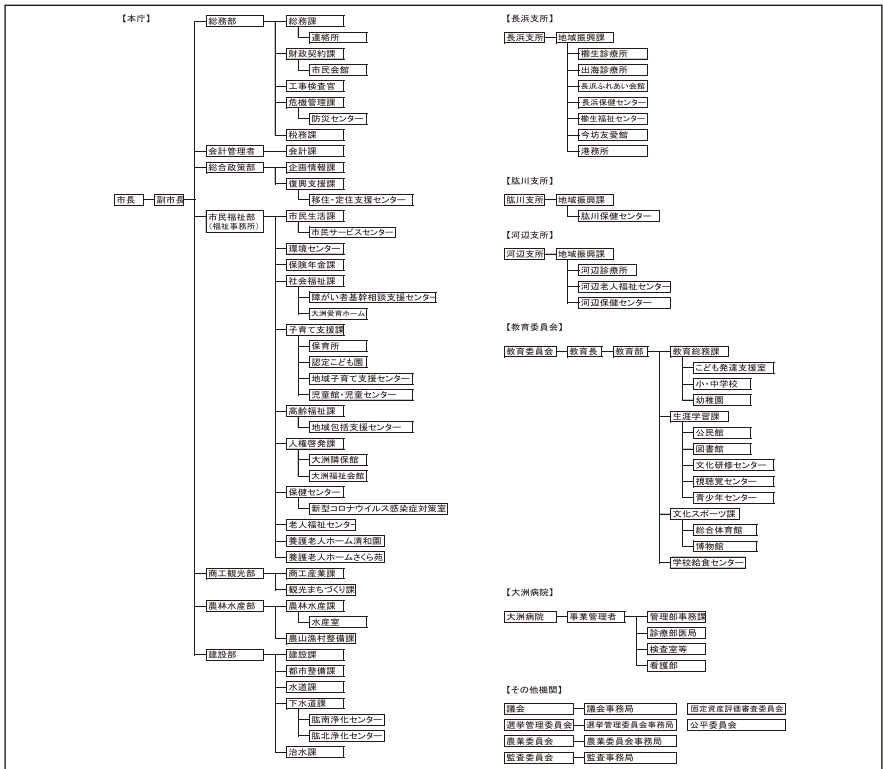 【本庁】
市長
副市長
総務部
総務課
連絡所
財政契約課
市民会館
工事検査官
危機管理課
防災センター
税務課
会計管理者
会計課
総合政策部
企画情報課
復興支援課
移住・定住支援センター
市民福祉部
（福祉事務所）
市民生活課
市民サービスセンター
環境センター
保険年金課
社会福祉課
障がい者基幹相談支援センター
大洲愛育ホーム
子育て支援課
保育所
認定こども園
地域子育て支援センター
児童館・児童センター
高齢福祉課
地域包括支援センター
人権啓発課
大洲隣保館
大洲福祉会館
保健センター
新型コロナウイルス感染症対策室
老人福祉センター
養護老人ホーム清和園
養護老人ホームさくら苑
商工観光部
商工産業課
観光まちづくり課
農林水産部
農林水産課
水産室
農山漁村整備課
建設部
建設課
都市整備課
水道課
下水道課
肱南浄化センター
肱北浄化センター
治水課
【長浜支所】
長浜支所
地域振興課
櫛生診療所
出海診療所
長浜ふれあい会館
長浜保健センター
櫛生福祉センター
今坊友愛館
港務所
【肱川支所】
肱川支所
地域振興課
肱川保健センター
【河辺支所】
河辺支所
地域振興課
河辺診療所
河辺老人福祉センター
河辺保健センター
【教育委員会】
教育委員会
教育長
教育部
教育総務課
こども発達支援室
小・中学校
幼稚園
生涯学習課
公民館
図書館
文化研修センター
視聴覚センター
青少年センター
文化スポーツ課
総合体育館
博物館
学校給食センター
【大洲病院】
大洲病院
事業管理者
管理部事務課
診療部医局
検査室等
看護部
【その他機関】
議会
議会事務局
固定資産評価審査委員会
選挙管理委員会
選挙管理委員会事務局
公平委員会
農業委員会
農業委員会事務局
監査委員会
監査事務局